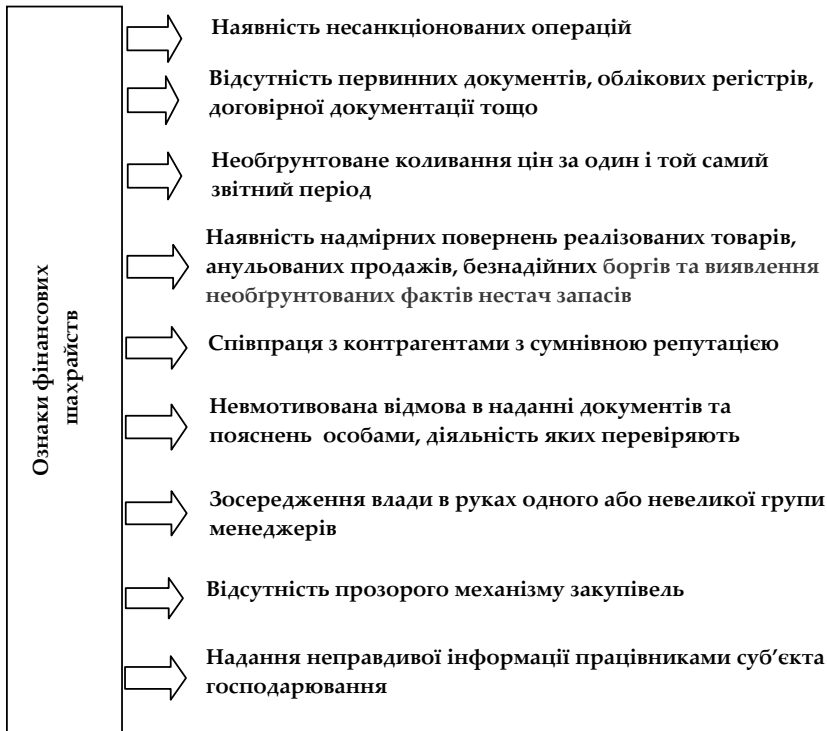 Ознаки фінансових
шахрайств
Наявність несанкціонованих операцій
Відсутність первинних документів, облікових регістрів,
договірної документації тощо
Необґрунтоване коливання цін за один і той самий
звітний період
Наявність надмірних повернень реалізованих товарів,
анульованих продажів, безнадійних боргів та виявлення
необґрунтованих фактів нестач запасів
Співпраця з контрагентами з сумнівною репутацією
Невмотивована відмова в наданні документів та
пояснень особами, діяльність яких перевіряють
Зосередження влади в руках одного або невеликої групи
менеджерів
Відсутність прозорого механізму закупівель
Надання неправдивої інформації працівниками суб’єкта
господарювання